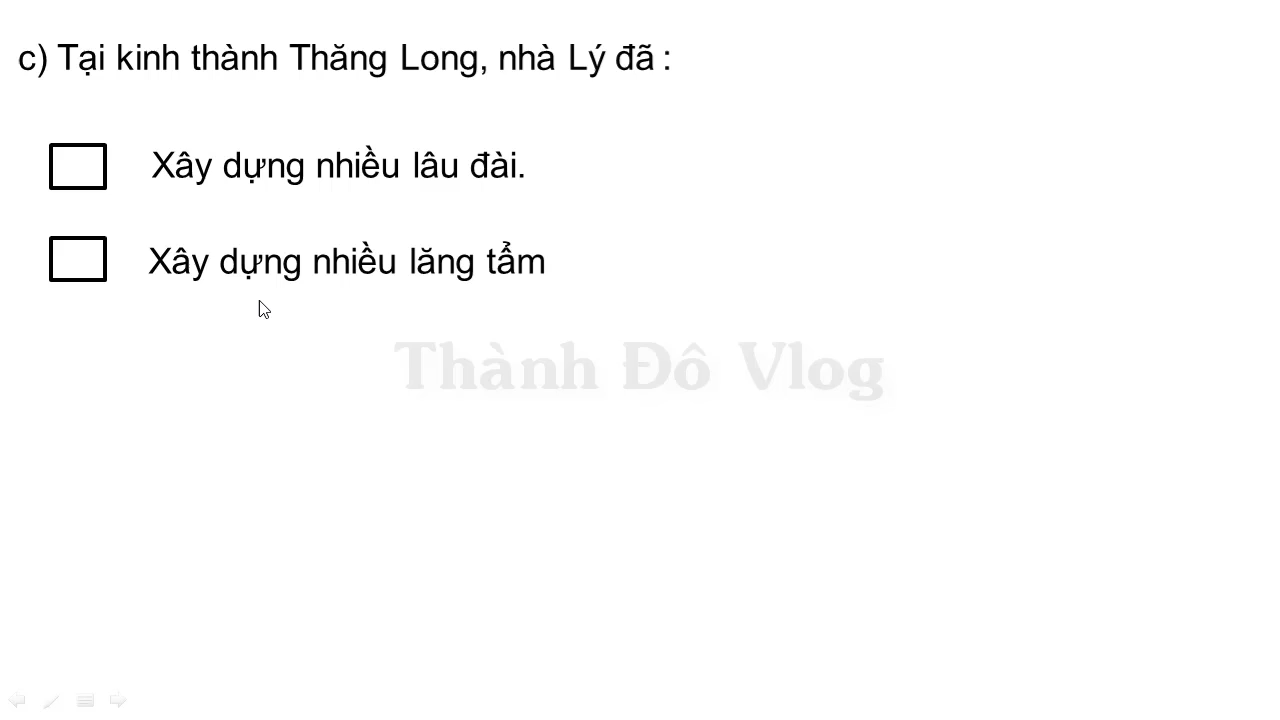 c) Tại kinh thành Thăng Long, nhà Lý đã :
Xây dựng nhiều lâu đài.
Xây dựng nhiều lăng tẩm
Thành Đô Vlog